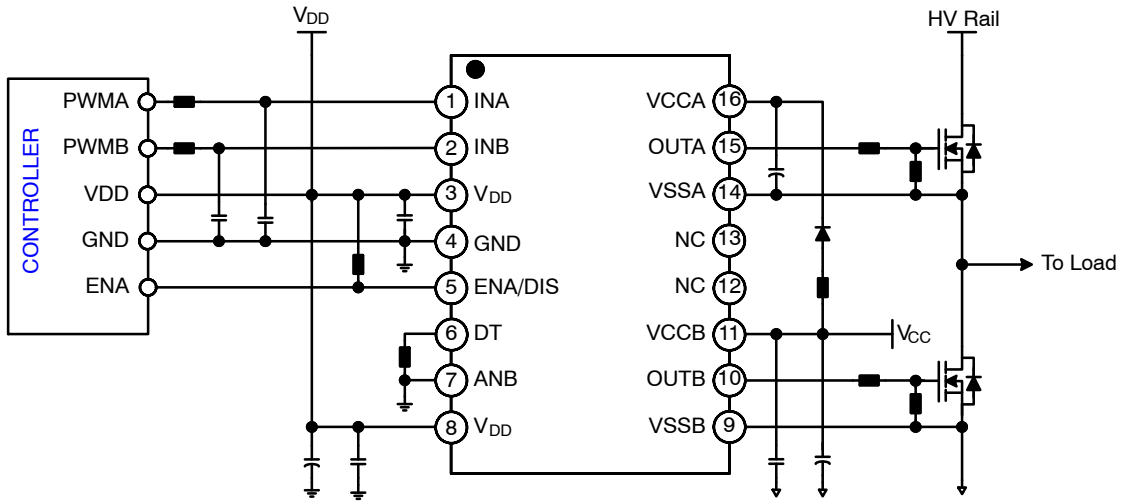 VDD
HV Rail
CONTROLLER
PWMA
PWMB
VDD
GND
ENA
1 INA
2 INB
3 VDD
4 GND
5 ENA/DIS
6 DT
7 ANB
8 VDD
VCCA 16
OUTA 15
VSSA 14
NC 13
NC 12
VCCB 11
OUTB 10
VSSB 9
To Load
VCC